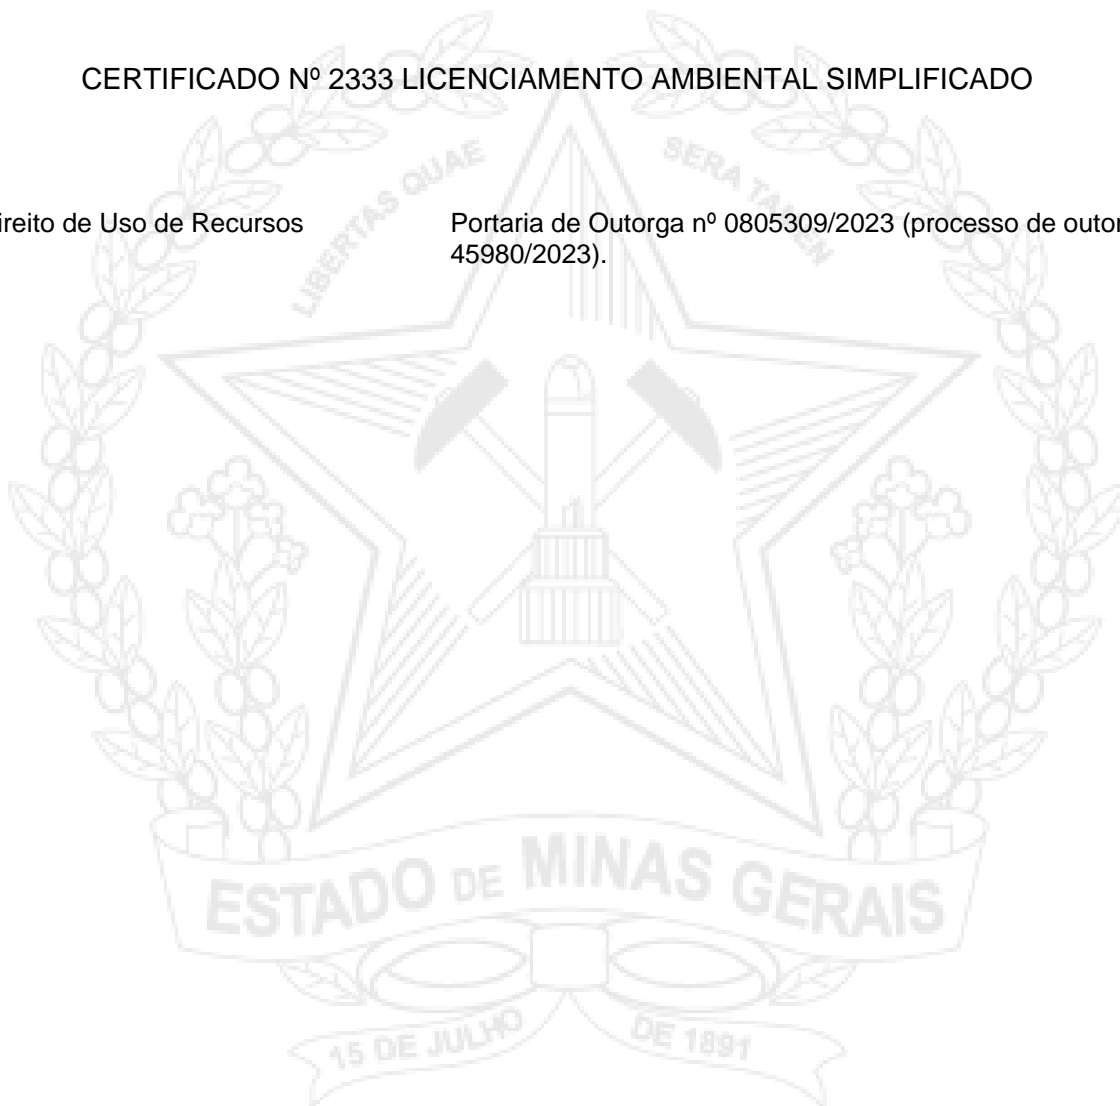 CERTIFICADO Nº 2333 LICENCIAMENTO AMBIENTAL SIMPLIFICADO
ireito de Uso de Recursos
Portaria de Outorga nº 0805309/2023 (processo de outor
45980/2023).
LIBERTAS QUAE SERA TAMEN
ESTADO DE MINAS GERAIS
15 DE JULHO DE 1891